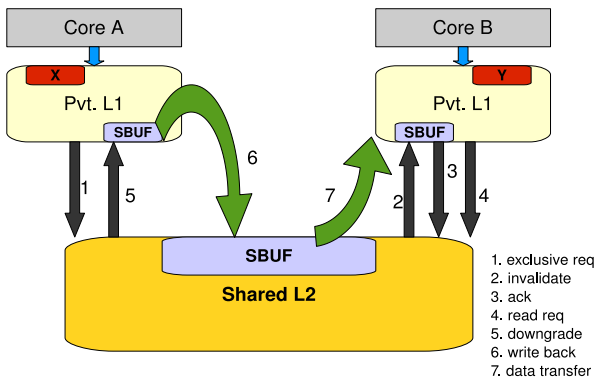 Core A
Core B
X
Y
Pvt. L1
Pvt. L1
SBUF
SBUF
1
5
6
7
2
3
4
SBUF
Shared L2
1. exclusive req
2. invalidate
3. ack
4. read req
5. downgrade
6. write back
7. data transfer